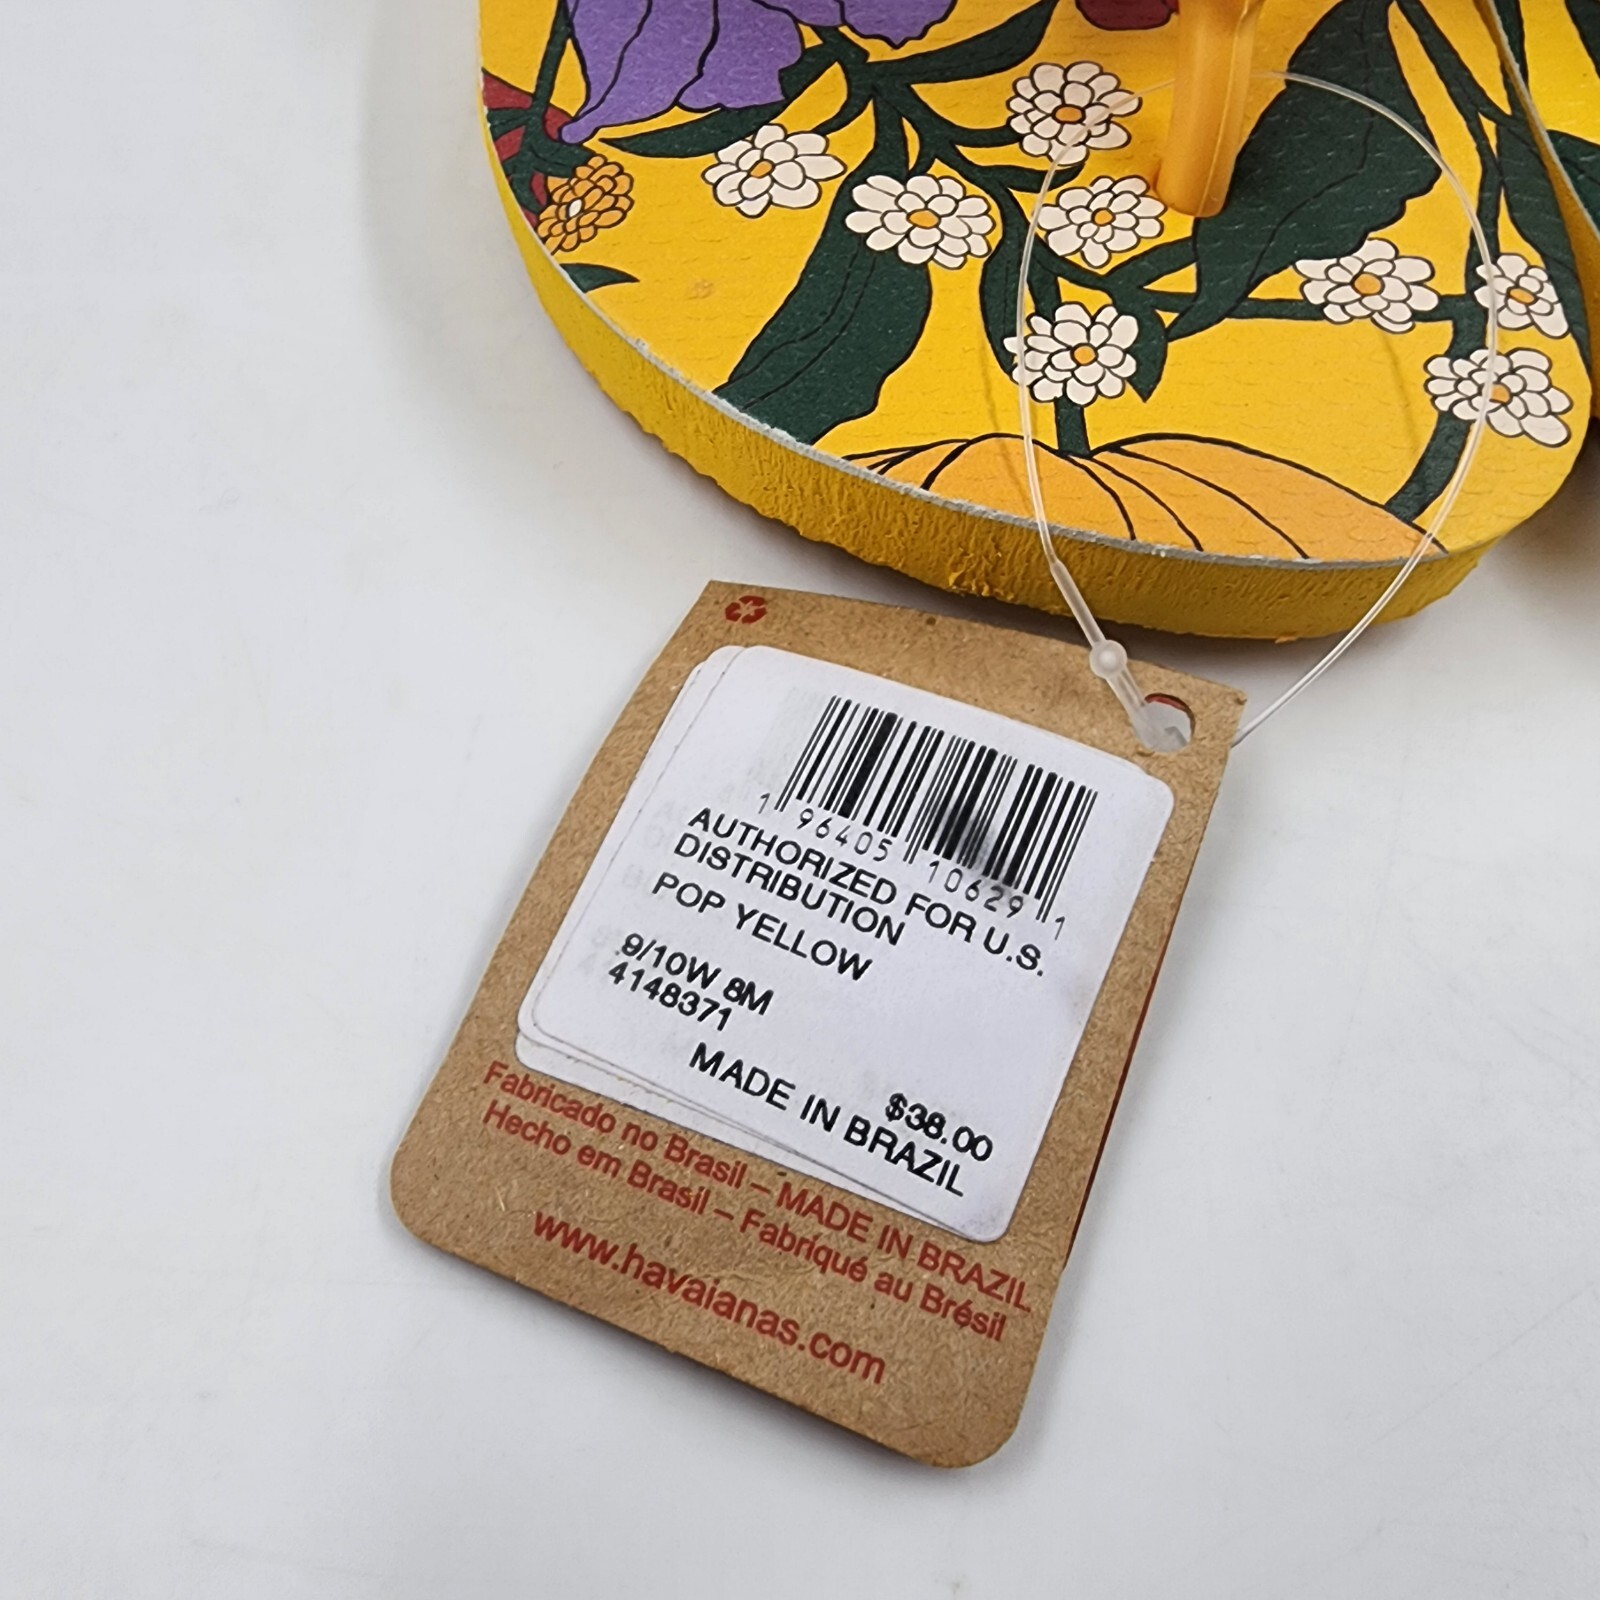 1 96405 10629 1
AUTHORIZED FOR U.S.
DISTRIBUTION
POP YELLOW
9/10W 8M
4148371
$38.00
MADE IN BRAZIL
Fabricado no Brasil – MADE IN BRAZIL
Hecho em Brasil – Fabriqué au Brésil
www.havaianas.com